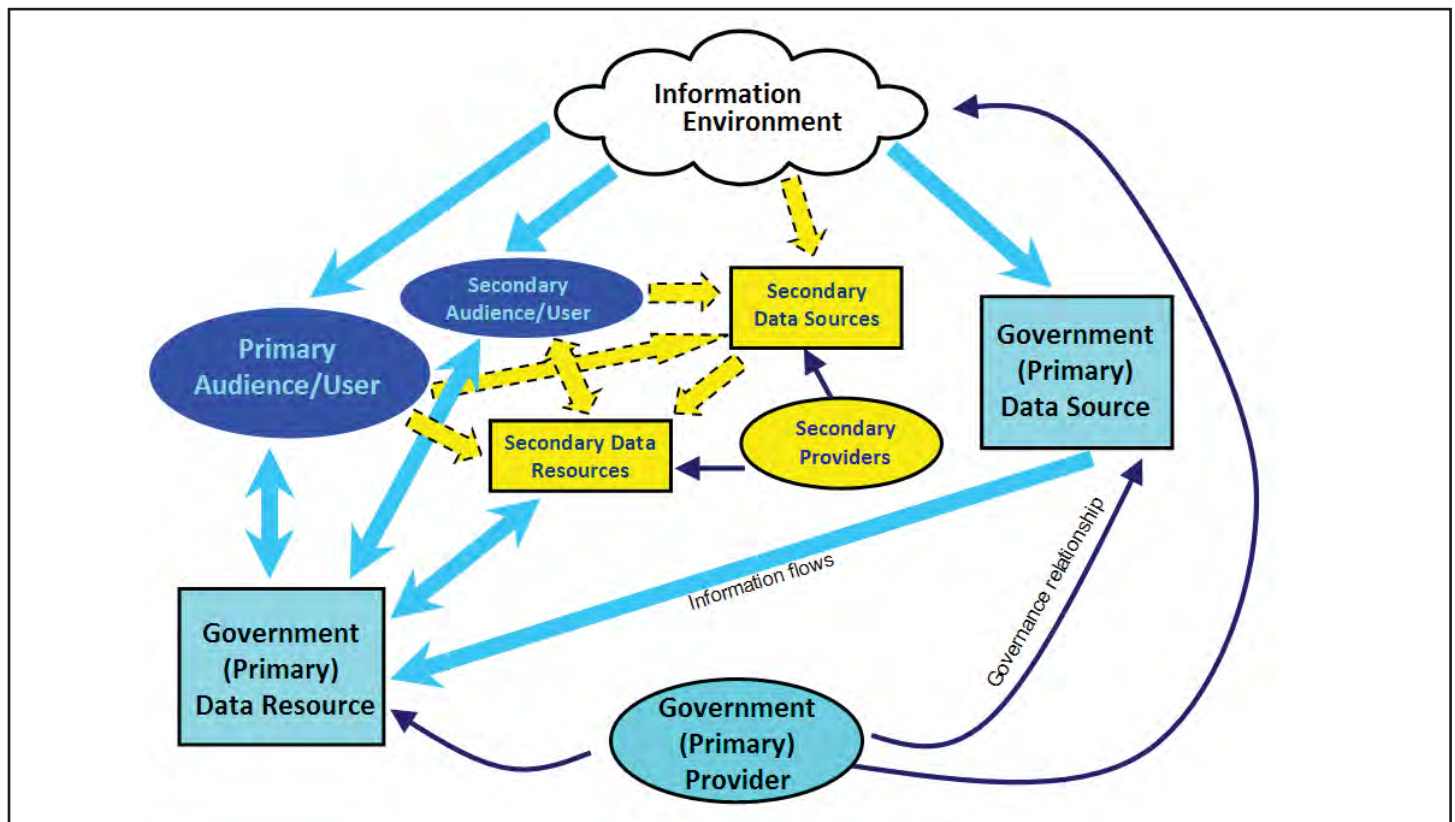 Information
Environment
Secondary
Audience/User
Secondary
Data Sources
Primary
Audience/User
Government
(Primary)
Data Source
Secondary Data
Resources
Secondary
Providers
Information flows
Governance relationship
Government
(Primary)
Data Resource
Government
(Primary)
Provider